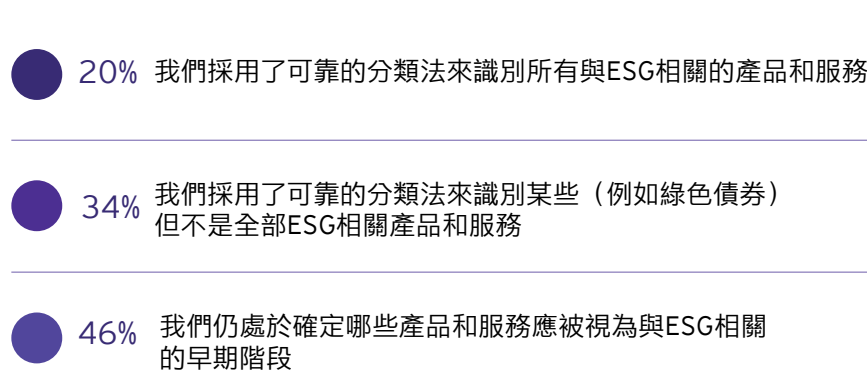 20% 我們採用了可靠的分類法來識別所有與ESG相關的產品和服務
34% 我們採用了可靠的分類法來識別某些（例如綠色債券）
但不是全部ESG相關產品和服務
46% 我們仍處於確定哪些產品和服務應被視為與ESG相關
的早期階段